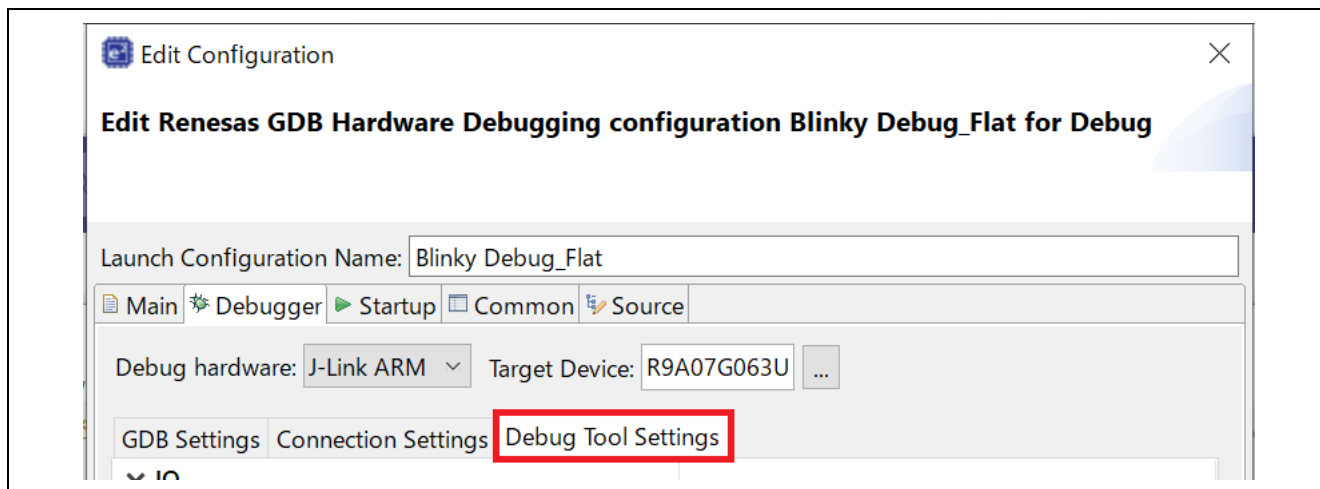 Edit Configuration
Edit Renesas GDB Hardware Debugging configuration Blinky Debug_Flat for Debug
Launch Configuration Name: Blinky Debug_Flat
Main Debugger Startup Common Source
Debug hardware: J-Link ARM Target Device: R9A07G063U ...
GDB Settings Connection Settings Debug Tool Settings
IO